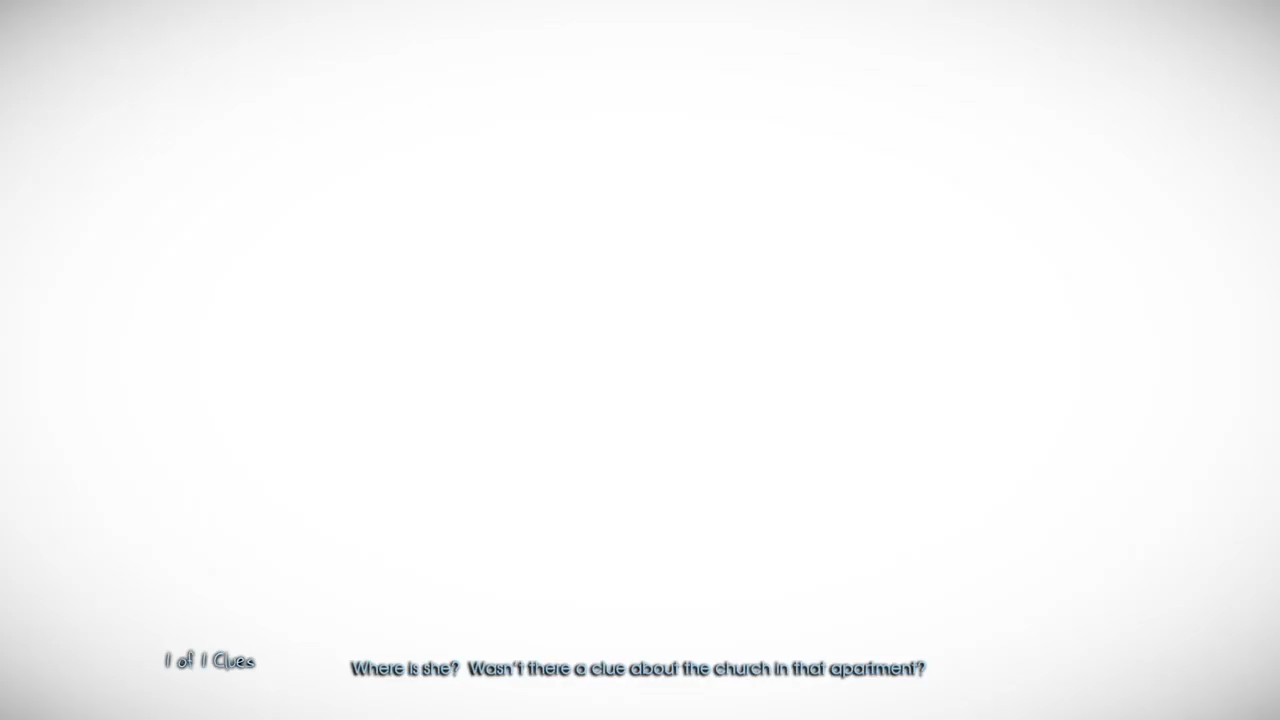 1 of 1 Clues
Where is she? Wasn't there a clue about the church in that apartment?